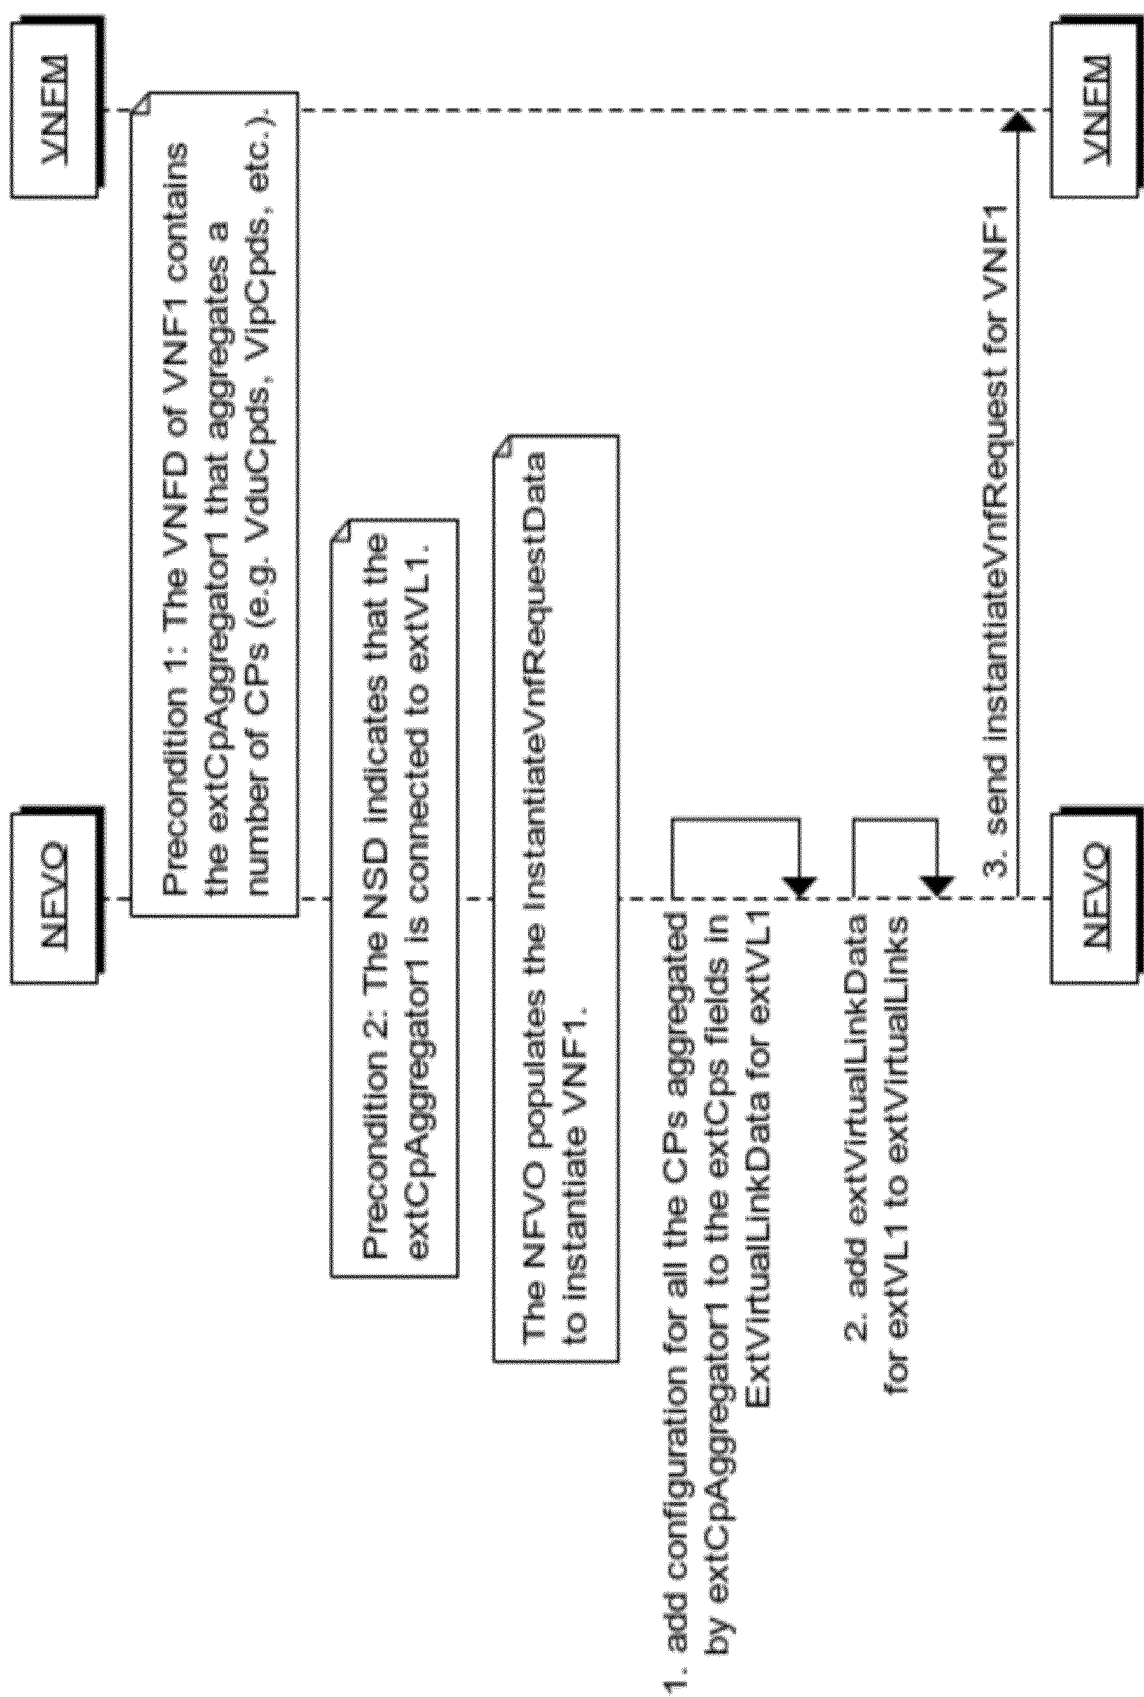 NFVO
VNFM
Precondition 1: The VNFD of VNF1 contains
the extCpAggregator1 that aggregates a
number of CPs (e.g. VduCpds, VipCpds, etc.).
Precondition 2: The NSD indicates that the
extCpAggregator1 is connected to extVL1.
The NFVO populates the InstantiateVnfRequestData
to instantiate VNF1.
1. add configuration for all the CPs aggregated
by extCpAggregator1 to the extCps fields in
ExtVirtualLinkData for extVL1
2. add extVirtualLinkData
for extVL1 to extVirtualLinks
3. send instantiateVnfRequest for VNF1
NFVO
VNFM